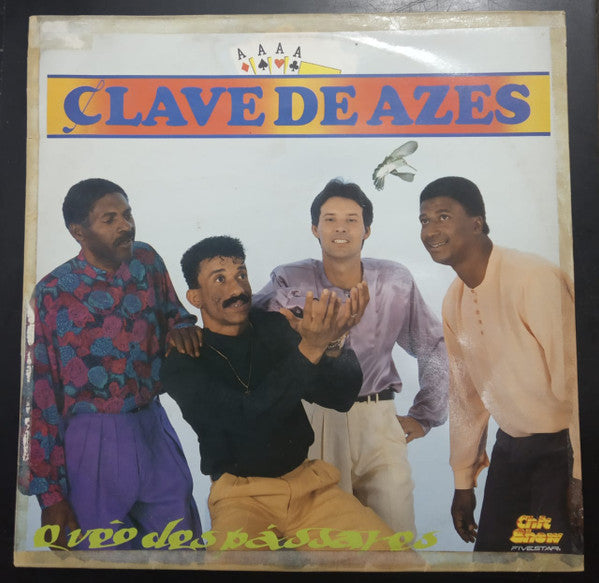 A A A A
CLAVE DE AZES
O vôo dos pássaros
Chic
Show
FIVESTAR